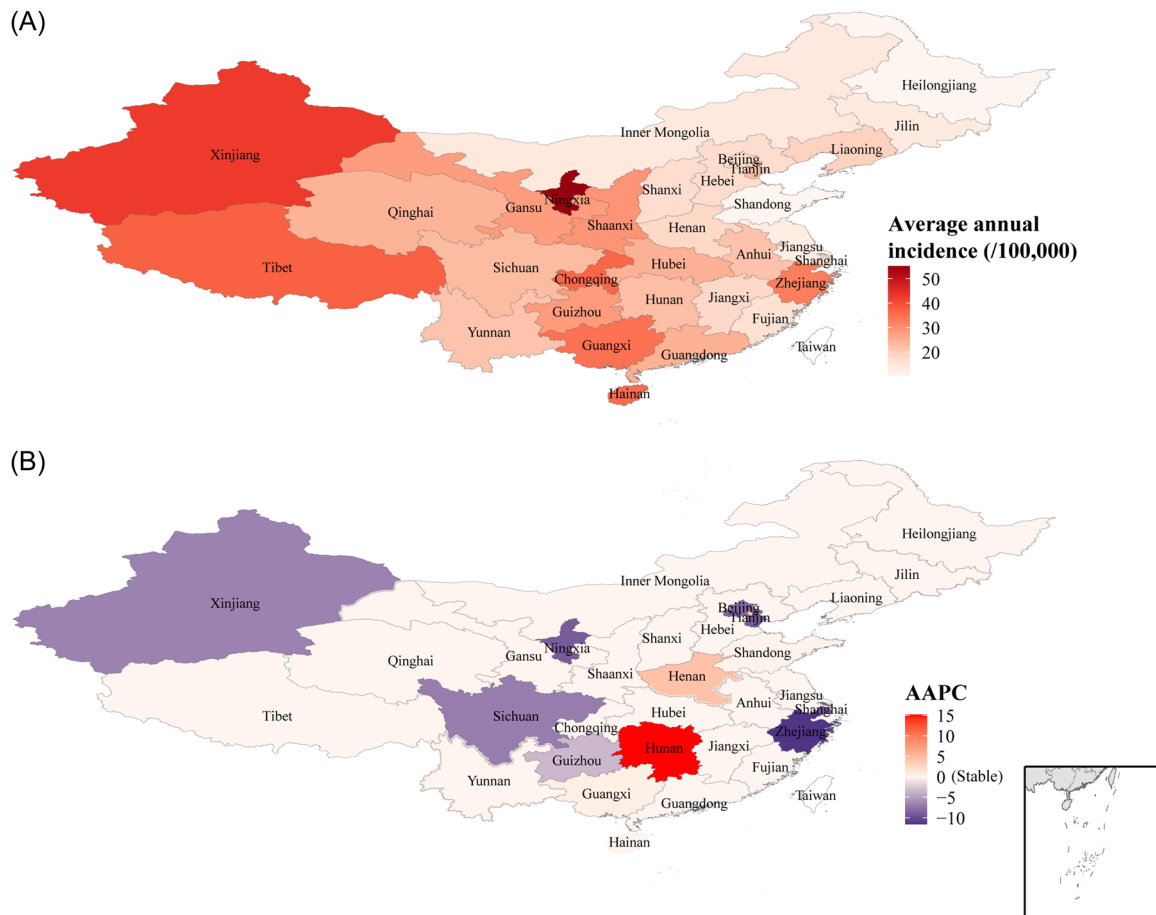 (A)
Heilongjiang
Jilin
Inner Mongolia
Liaoning
Beijing
Tianjin
Xinjiang
Hebei
Shanxi
Ningxia
Shandong
Gansu
Qinghai
Shaanxi
Henan
Jiangsu
Anhui
Shanghai
Tibet
Sichuan
Hubei
Chongqing
Zhejiang
Hunan
Jiangxi
Guizhou
Fujian
Yunnan
Guangxi
Guangdong
Taiwan
Hainan
Average annual
incidence (/100,000)
50
40
30
20
(B)
Heilongjiang
Jilin
Inner Mongolia
Liaoning
Xinjiang
Beijing
Tianjin
Hebei
Shanxi
Ningxia
Shandong
Gansu
Qinghai
Shaanxi
Henan
Jiangsu
Anhui
Shanghai
Tibet
Sichuan
Hubei
Chongqing
Zhejiang
Hunan
Jiangxi
Guizhou
Fujian
Yunnan
Guangxi
Guangdong
Taiwan
Hainan
AAPC
15
10
5
0 (Stable)
−5
−10